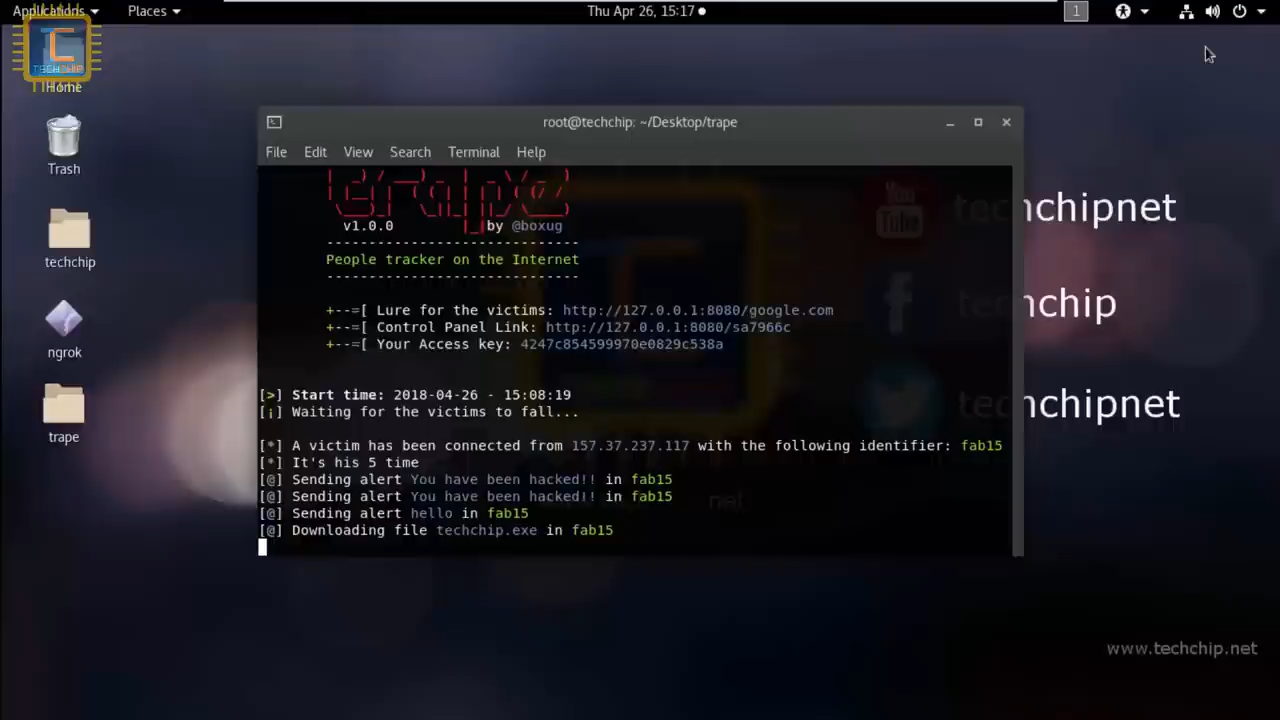 Applications Places Thu Apr 26, 15:17 1
TECHCHIP
Home
Trash
techchip
ngrok
trape
root@techchip: ~/Desktop/trape
File Edit View Search Terminal Help
trape
v1.0.0 by @boxug
-------------------------------
People tracker on the Internet
-------------------------------
+--=[ Lure for the victims: http://127.0.0.1:8080/google.com
+--=[ Control Panel Link: http://127.0.0.1:8080/sa7966c
+--=[ Your Access key: 4247c854599970e0829c538a
[>] Start time: 2018-04-26 - 15:08:19
[¡] Waiting for the victims to fall...
[*] A victim has been connected from 157.37.237.117 with the following identifier: fab15
[*] It's his 5 time
[@] Sending alert You have been hacked!! in fab15
[@] Sending alert You have been hacked!! in fab15
[@] Sending alert hello in fab15
[@] Downloading file techchip.exe in fab15
You Tube techchipnet
techchip
techchipnet
net
www.techchip.net